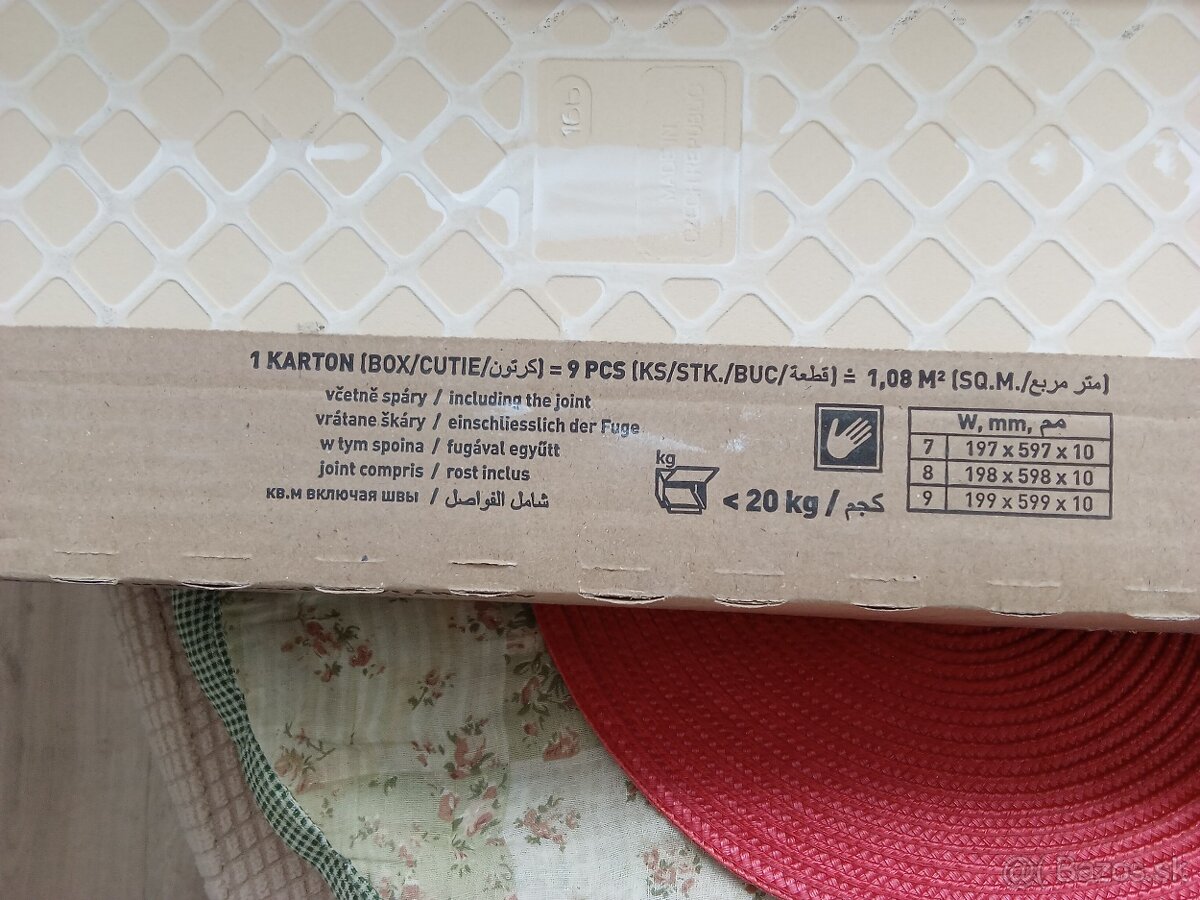 16b
MADE IN
CZECH REPUBLIC
1 KARTON (BOX/CUTIE/كرتون) = 9 PCS (KS/STK./BUC/قطعة) ≐ 1,08 M² (SQ.M./متر مربع)
včetně spáry / including the joint
vrátane škáry / einschliesslich der Fuge
w tym spoina / fugával együtt
joint compris / rost inclus
кв.м включая швы / شامل الفواصل
kg
< 20 kg / كجم
W, mm, مم
7 197 x 597 x 10
8 198 x 598 x 10
9 199 x 599 x 10
Bazos.sk